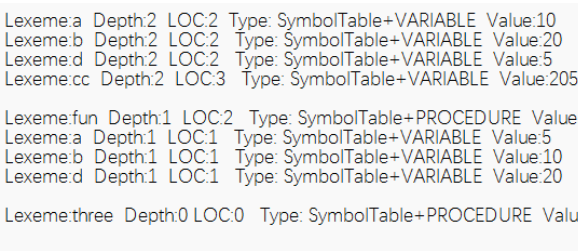 Lexeme:a Depth:2 LOC:2 Type: SymbolTable+VARIABLE Value:10
Lexeme:b Depth:2 LOC:2 Type: SymbolTable+VARIABLE Value:20
Lexeme:d Depth:2 LOC:2 Type: SymbolTable+VARIABLE Value:5
Lexeme:cc Depth:2 LOC:3 Type: SymbolTable+VARIABLE Value:205
Lexeme:fun Depth:1 LOC:2 Type: SymbolTable+PROCEDURE Value
Lexeme:a Depth:1 LOC:1 Type: SymbolTable+VARIABLE Value:5
Lexeme:b Depth:1 LOC:1 Type: SymbolTable+VARIABLE Value:10
Lexeme:d Depth:1 LOC:1 Type: SymbolTable+VARIABLE Value:20
Lexeme:three Depth:0 LOC:0 Type: SymbolTable+PROCEDURE Valu